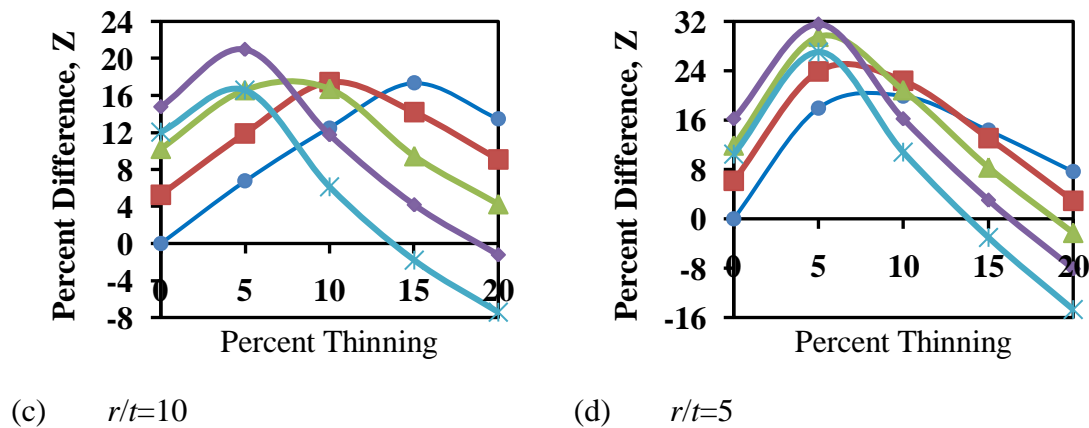 Percent Difference, Z
24
20
16
12
8
4
0
-4
-8
0 5 10 15 20
Percent Thinning
(c) r/t=10
Percent Difference, Z
32
24
16
8
0
-8
-16
0 5 10 15 20
Percent Thinning
(d) r/t=5